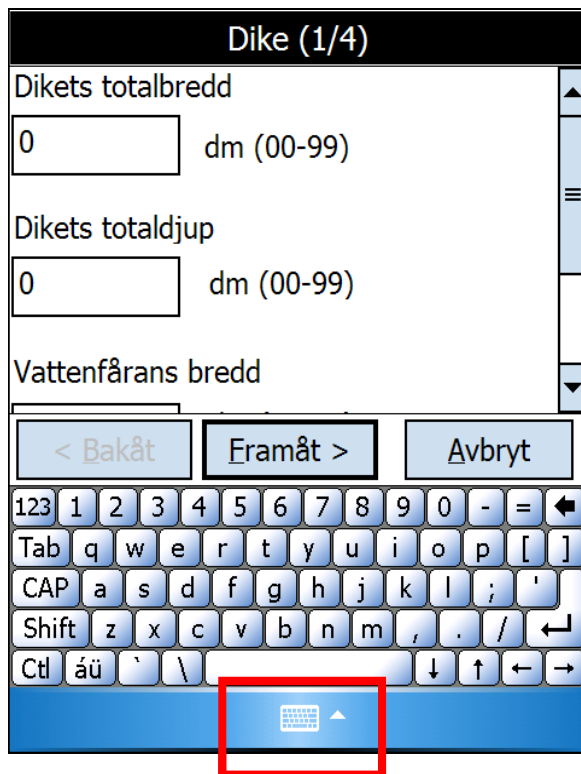 Dike (1/4)
Dikets totalbredd
0 dm (00-99)
Dikets totaldjup
0 dm (00-99)
Vattenfårans bredd
< Bakåt Framåt > Avbryt
123 1 2 3 4 5 6 7 8 9 0 - =
Tab q w e r t y u i o p [ ]
CAP a s d f g h j k l ; '
Shift z x c v b n m , . /
Ctl áü ` \